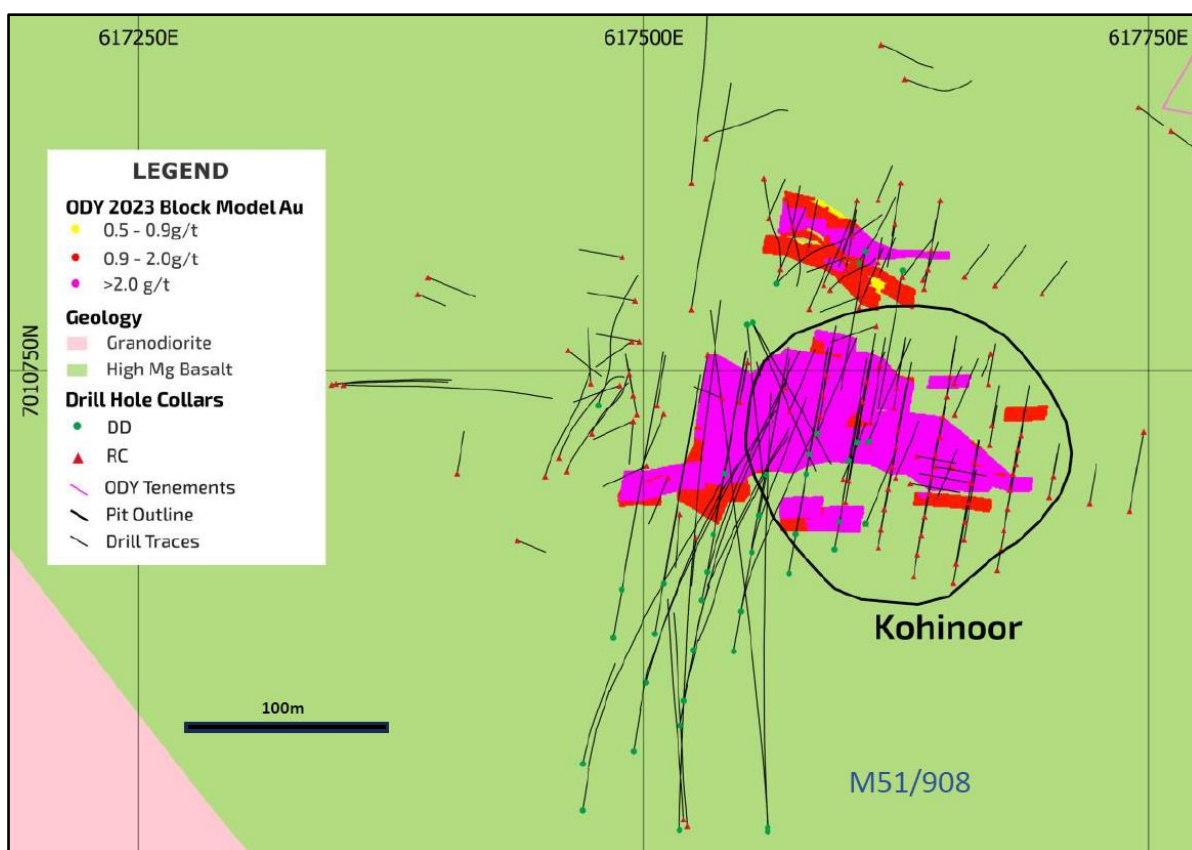 617250E
617500E
617750E
7010750N
LEGEND
ODY 2023 Block Model Au
0.5 - 0.9g/t
0.9 - 2.0g/t
>2.0 g/t
Geology
Granodiorite
High Mg Basalt
Drill Hole Collars
DD
RC
ODY Tenements
Pit Outline
Drill Traces
Kohinoor
100m
M51/908